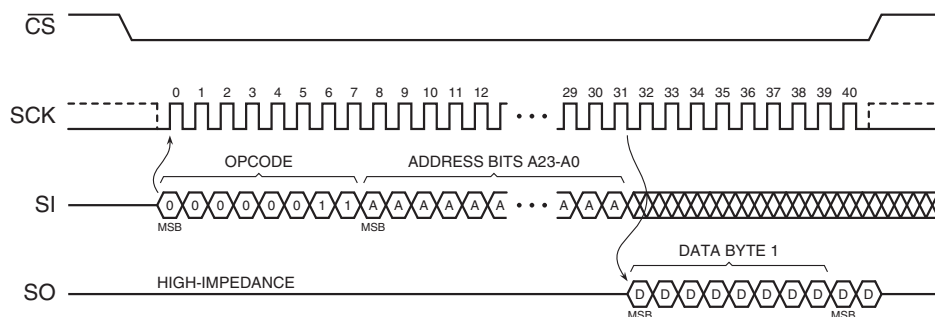 CS
0 1 2 3 4 5 6 7 8 9 10 11 12 29 30 31 32 33 34 35 36 37 38 39 40
SCK
OPCODE ADDRESS BITS A23-A0
SI 0 0 0 0 0 0 1 1 A A A A A A A A A
MSB MSB
DATA BYTE 1
HIGH-IMPEDANCE
SO D D D D D D D D D D
MSB MSB